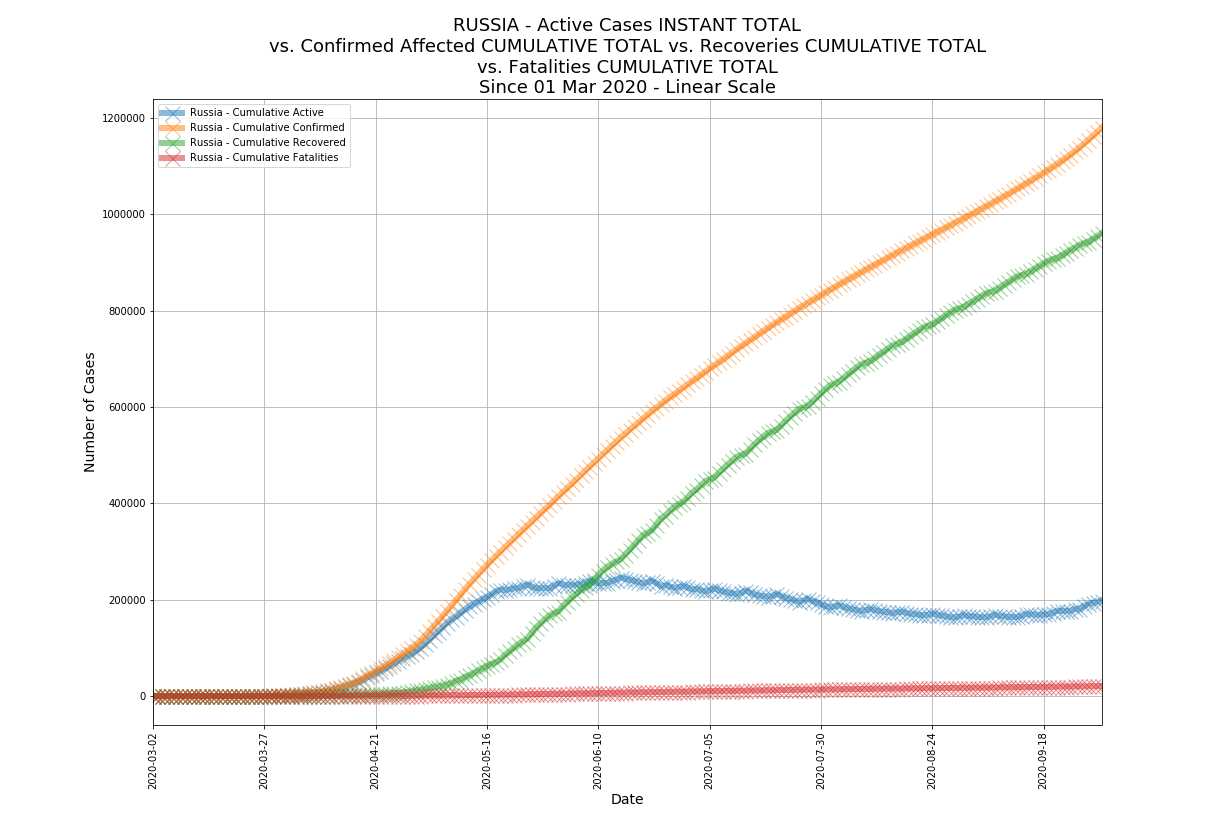 RUSSIA - Active Cases INSTANT TOTAL
vs. Confirmed Affected CUMULATIVE TOTAL vs. Recoveries CUMULATIVE TOTAL
vs. Fatalities CUMULATIVE TOTAL
Since 01 Mar 2020 - Linear Scale
Russia - Cumulative Active
Russia - Cumulative Confirmed
Russia - Cumulative Recovered
Russia - Cumulative Fatalities
1200000
1000000
800000
600000
400000
200000
0
Number of Cases
2020-03-02
2020-03-27
2020-04-21
2020-05-16
2020-06-10
2020-07-05
2020-07-30
2020-08-24
2020-09-18
Date